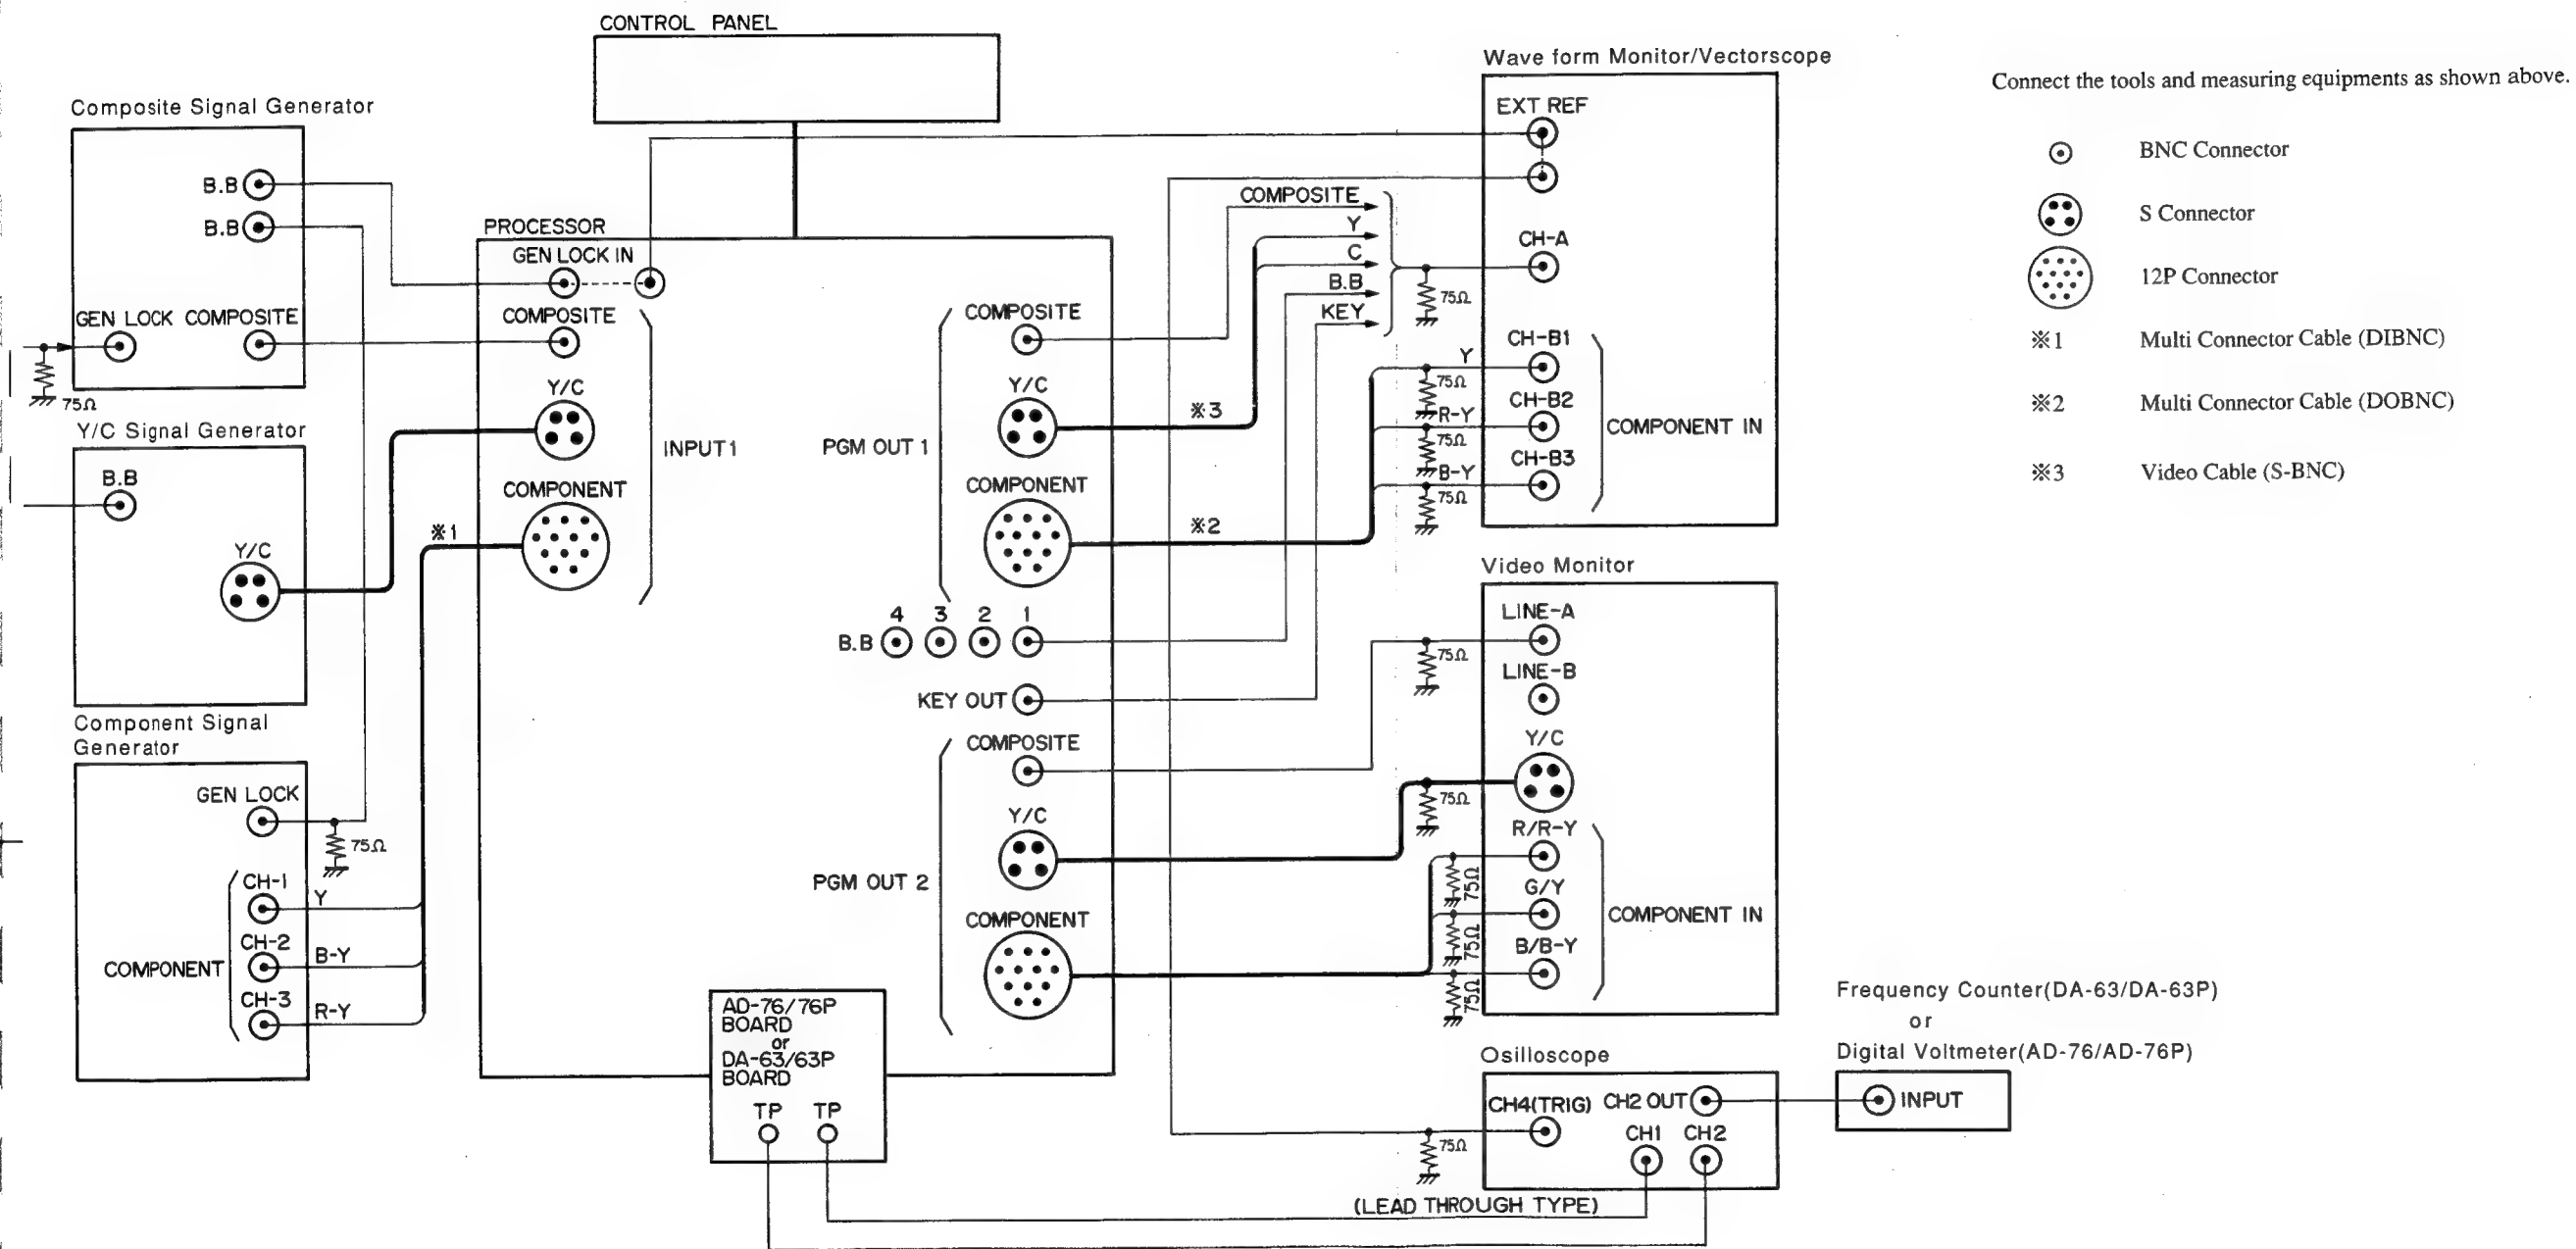 CONTROL PANEL
Composite Signal Generator
B.B
B.B
GEN LOCK COMPOSITE
75Ω
Y/C Signal Generator
B.B
Y/C
Component Signal
Generator
GEN LOCK
75Ω
COMPONENT
CH-1
Y
CH-2
B-Y
CH-3
R-Y
※1
PROCESSOR
GEN LOCK IN
COMPOSITE
Y/C
COMPONENT
INPUT1
PGM OUT 1
COMPOSITE
Y/C
COMPONENT
4 3 2 1
B.B
KEY OUT
PGM OUT 2
COMPOSITE
Y/C
COMPONENT
AD-76/76P
BOARD
or
DA-63/63P
BOARD
TP TP
※3
※2
COMPOSITE
Y
C
B.B
KEY
75Ω
Y
75Ω
R-Y
75Ω
B-Y
75Ω
Wave form Monitor/Vectorscope
EXT REF
CH-A
CH-B1
CH-B2
CH-B3
COMPONENT IN
Video Monitor
LINE-A
75Ω
LINE-B
Y/C
75Ω
R/R-Y
75Ω
G/Y
75Ω
B/B-Y
75Ω
COMPONENT IN
Osilloscope
CH4(TRIG) CH2 OUT
75Ω
CH1 CH2
(LEAD THROUGH TYPE)
Frequency Counter(DA-63/DA-63P)
or
Digital Voltmeter(AD-76/AD-76P)
INPUT
Connect the tools and measuring equipments as shown above.
BNC Connector
S Connector
12P Connector
※1 Multi Connector Cable (DIBNC)
※2 Multi Connector Cable (DOBNC)
※3 Video Cable (S-BNC)